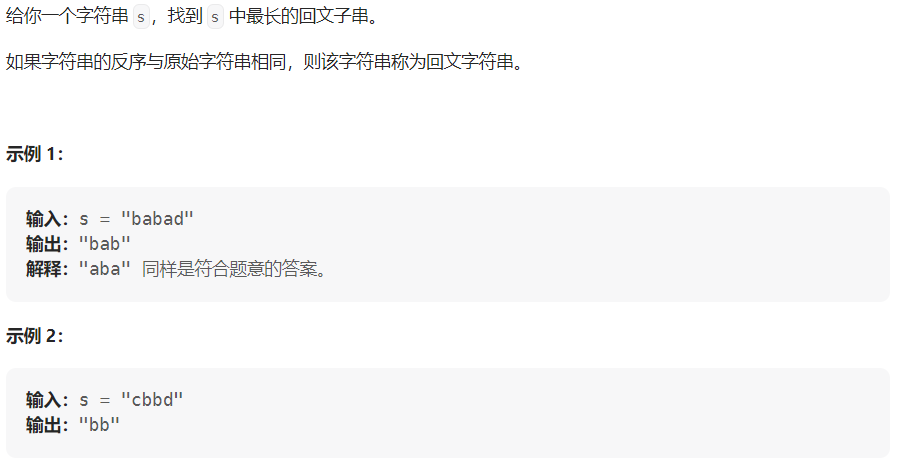 给你一个字符串 s，找到 s 中最长的回文子串。
如果字符串的反序与原始字符串相同，则该字符串称为回文字符串。
示例 1：
输入：s = "babad"
输出："bab"
解释："aba" 同样是符合题意的答案。
示例 2：
输入：s = "cbbd"
输出："bb"